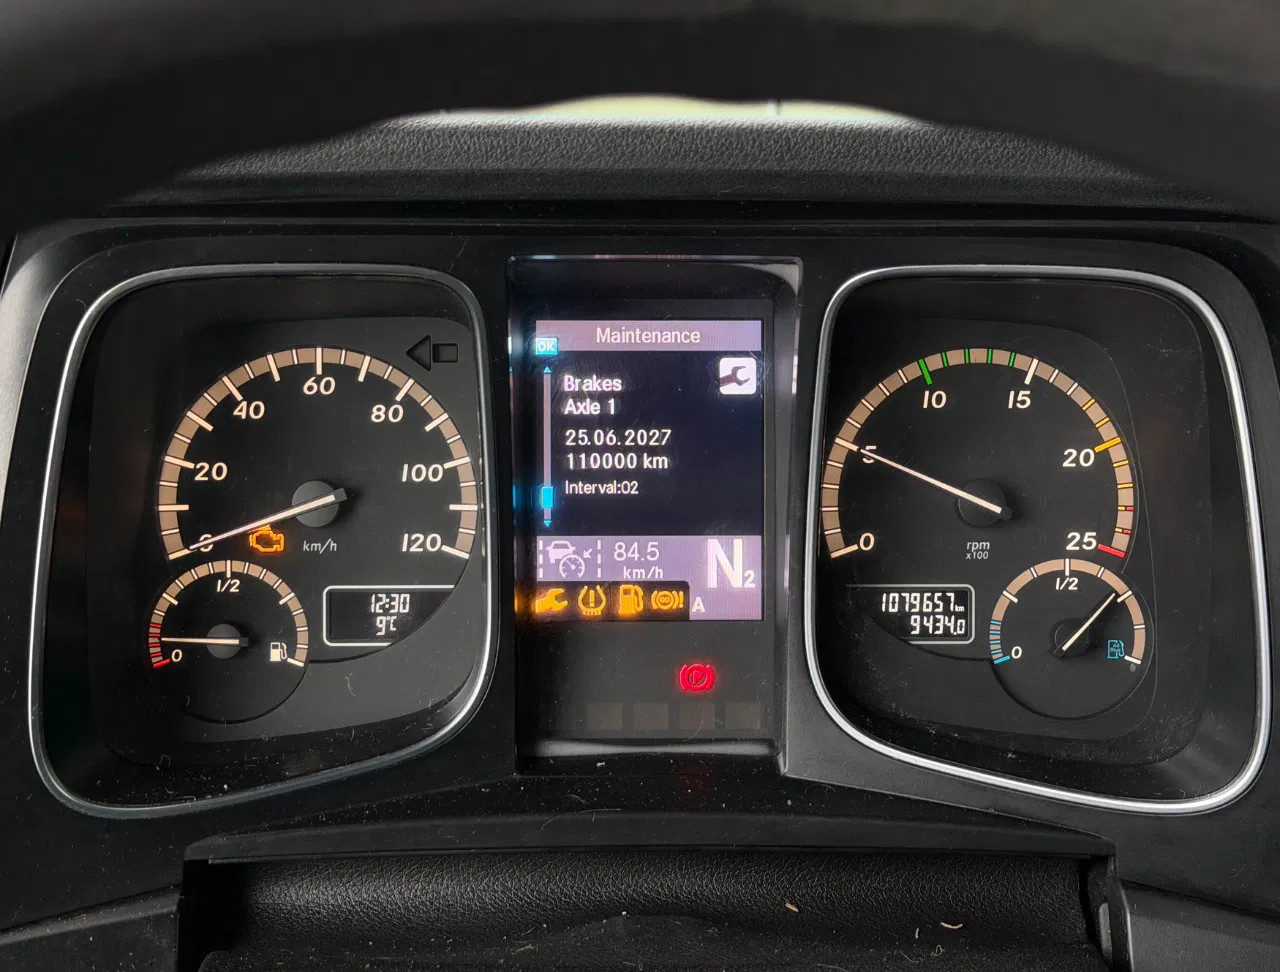 60
40
80
20
100
0
km/h
120
1/2
0
12:30
9°C
Maintenance
OK
Brakes
Axle 1
25.06.2027
110000 km
Interval:02
84.5
km/h
N2
A
P
10
15
5
20
0
25
rpm
x100
1079657km
9434.0
1/2
0